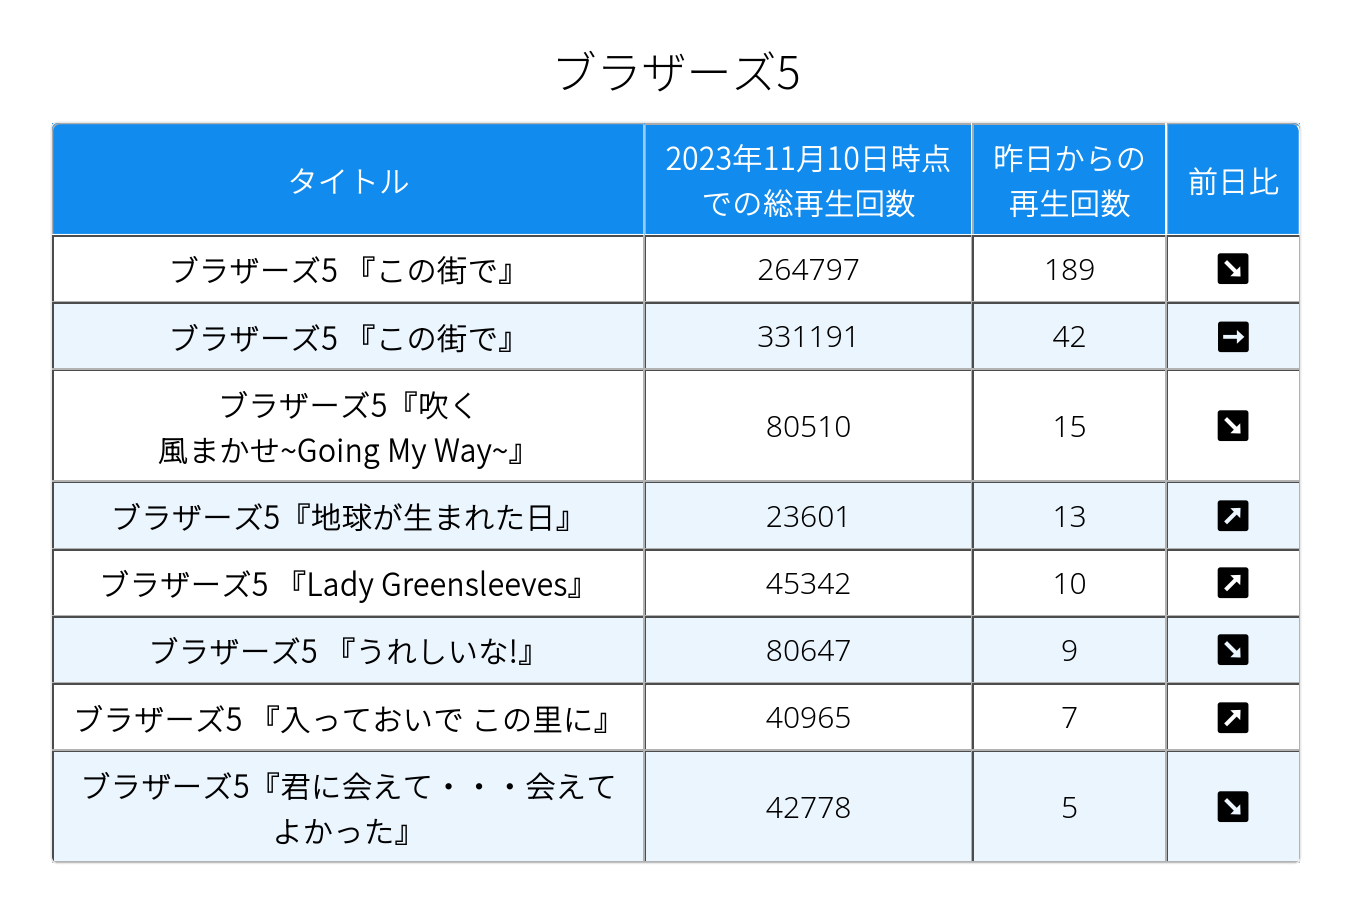 ブラザーズ5
タイトル
2023年11月10日時点
での総再生回数
昨日からの
再生回数
前日比
ブラザーズ5 『この街で』
264797
189
↘
ブラザーズ5 『この街で』
331191
42
➡
ブラザーズ5『吹く
風まかせ~Going My Way~』
80510
15
↘
ブラザーズ5『地球が生まれた日』
23601
13
↗
ブラザーズ5 『Lady Greensleeves』
45342
10
↗
ブラザーズ5 『うれしいな!』
80647
9
↘
ブラザーズ5 『入っておいで この里に』
40965
7
↗
ブラザーズ5『君に会えて・・・会えて
よかった』
42778
5
↘